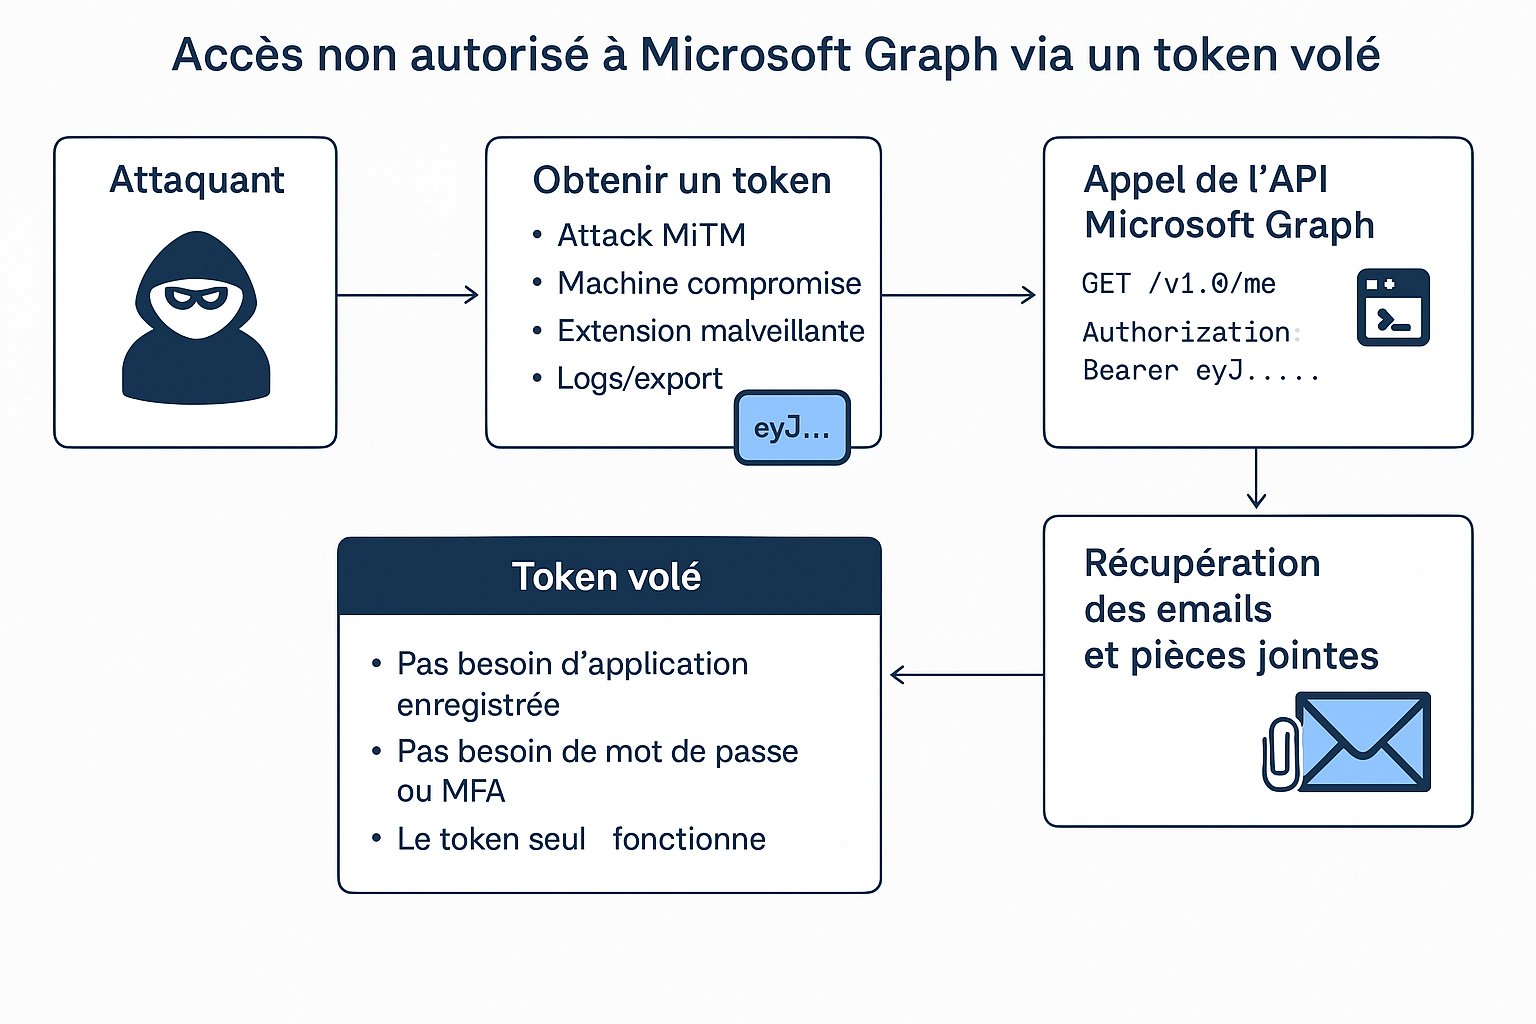 Accès non autorisé à Microsoft Graph via un token volé
Attaquant
Obtenir un token
• Attack MiTM
• Machine compromise
• Extension malveillante
• Logs/export
eyJ...
Appel de l’API
Microsoft Graph
GET /v1.0/me
Authorization:
Bearer eyJ.....
Récupération
des emails
et pièces jointes
Token volé
• Pas besoin d’application
enregistrée
• Pas besoin de mot de passe
ou MFA
• Le token seul fonctionne